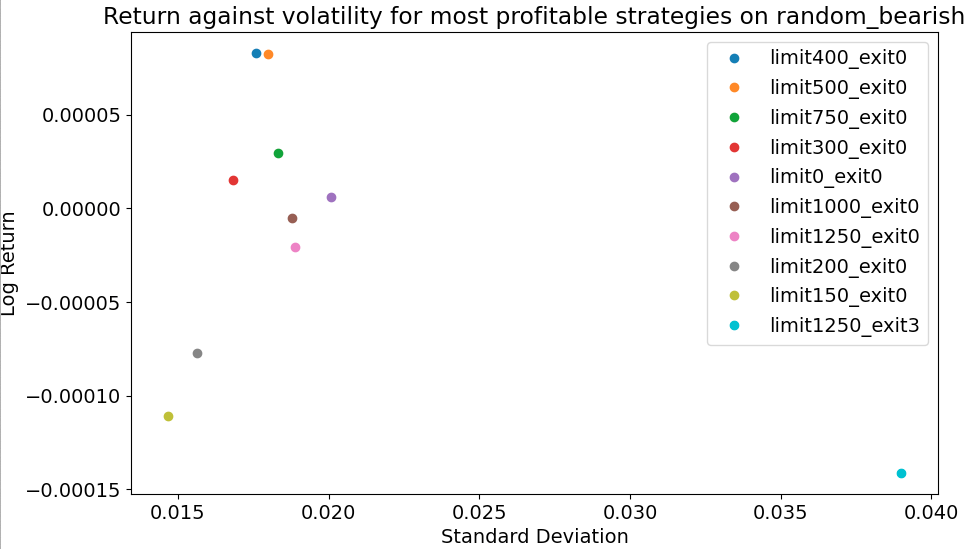 Return against volatility for most profitable strategies on random_bearish
limit400_exit0
limit500_exit0
limit750_exit0
limit300_exit0
limit0_exit0
limit1000_exit0
limit1250_exit0
limit200_exit0
limit150_exit0
limit1250_exit3
Log Return
0.00005
0.00000
−0.00005
−0.00010
−0.00015
0.015
0.020
0.025
0.030
0.035
0.040
Standard Deviation